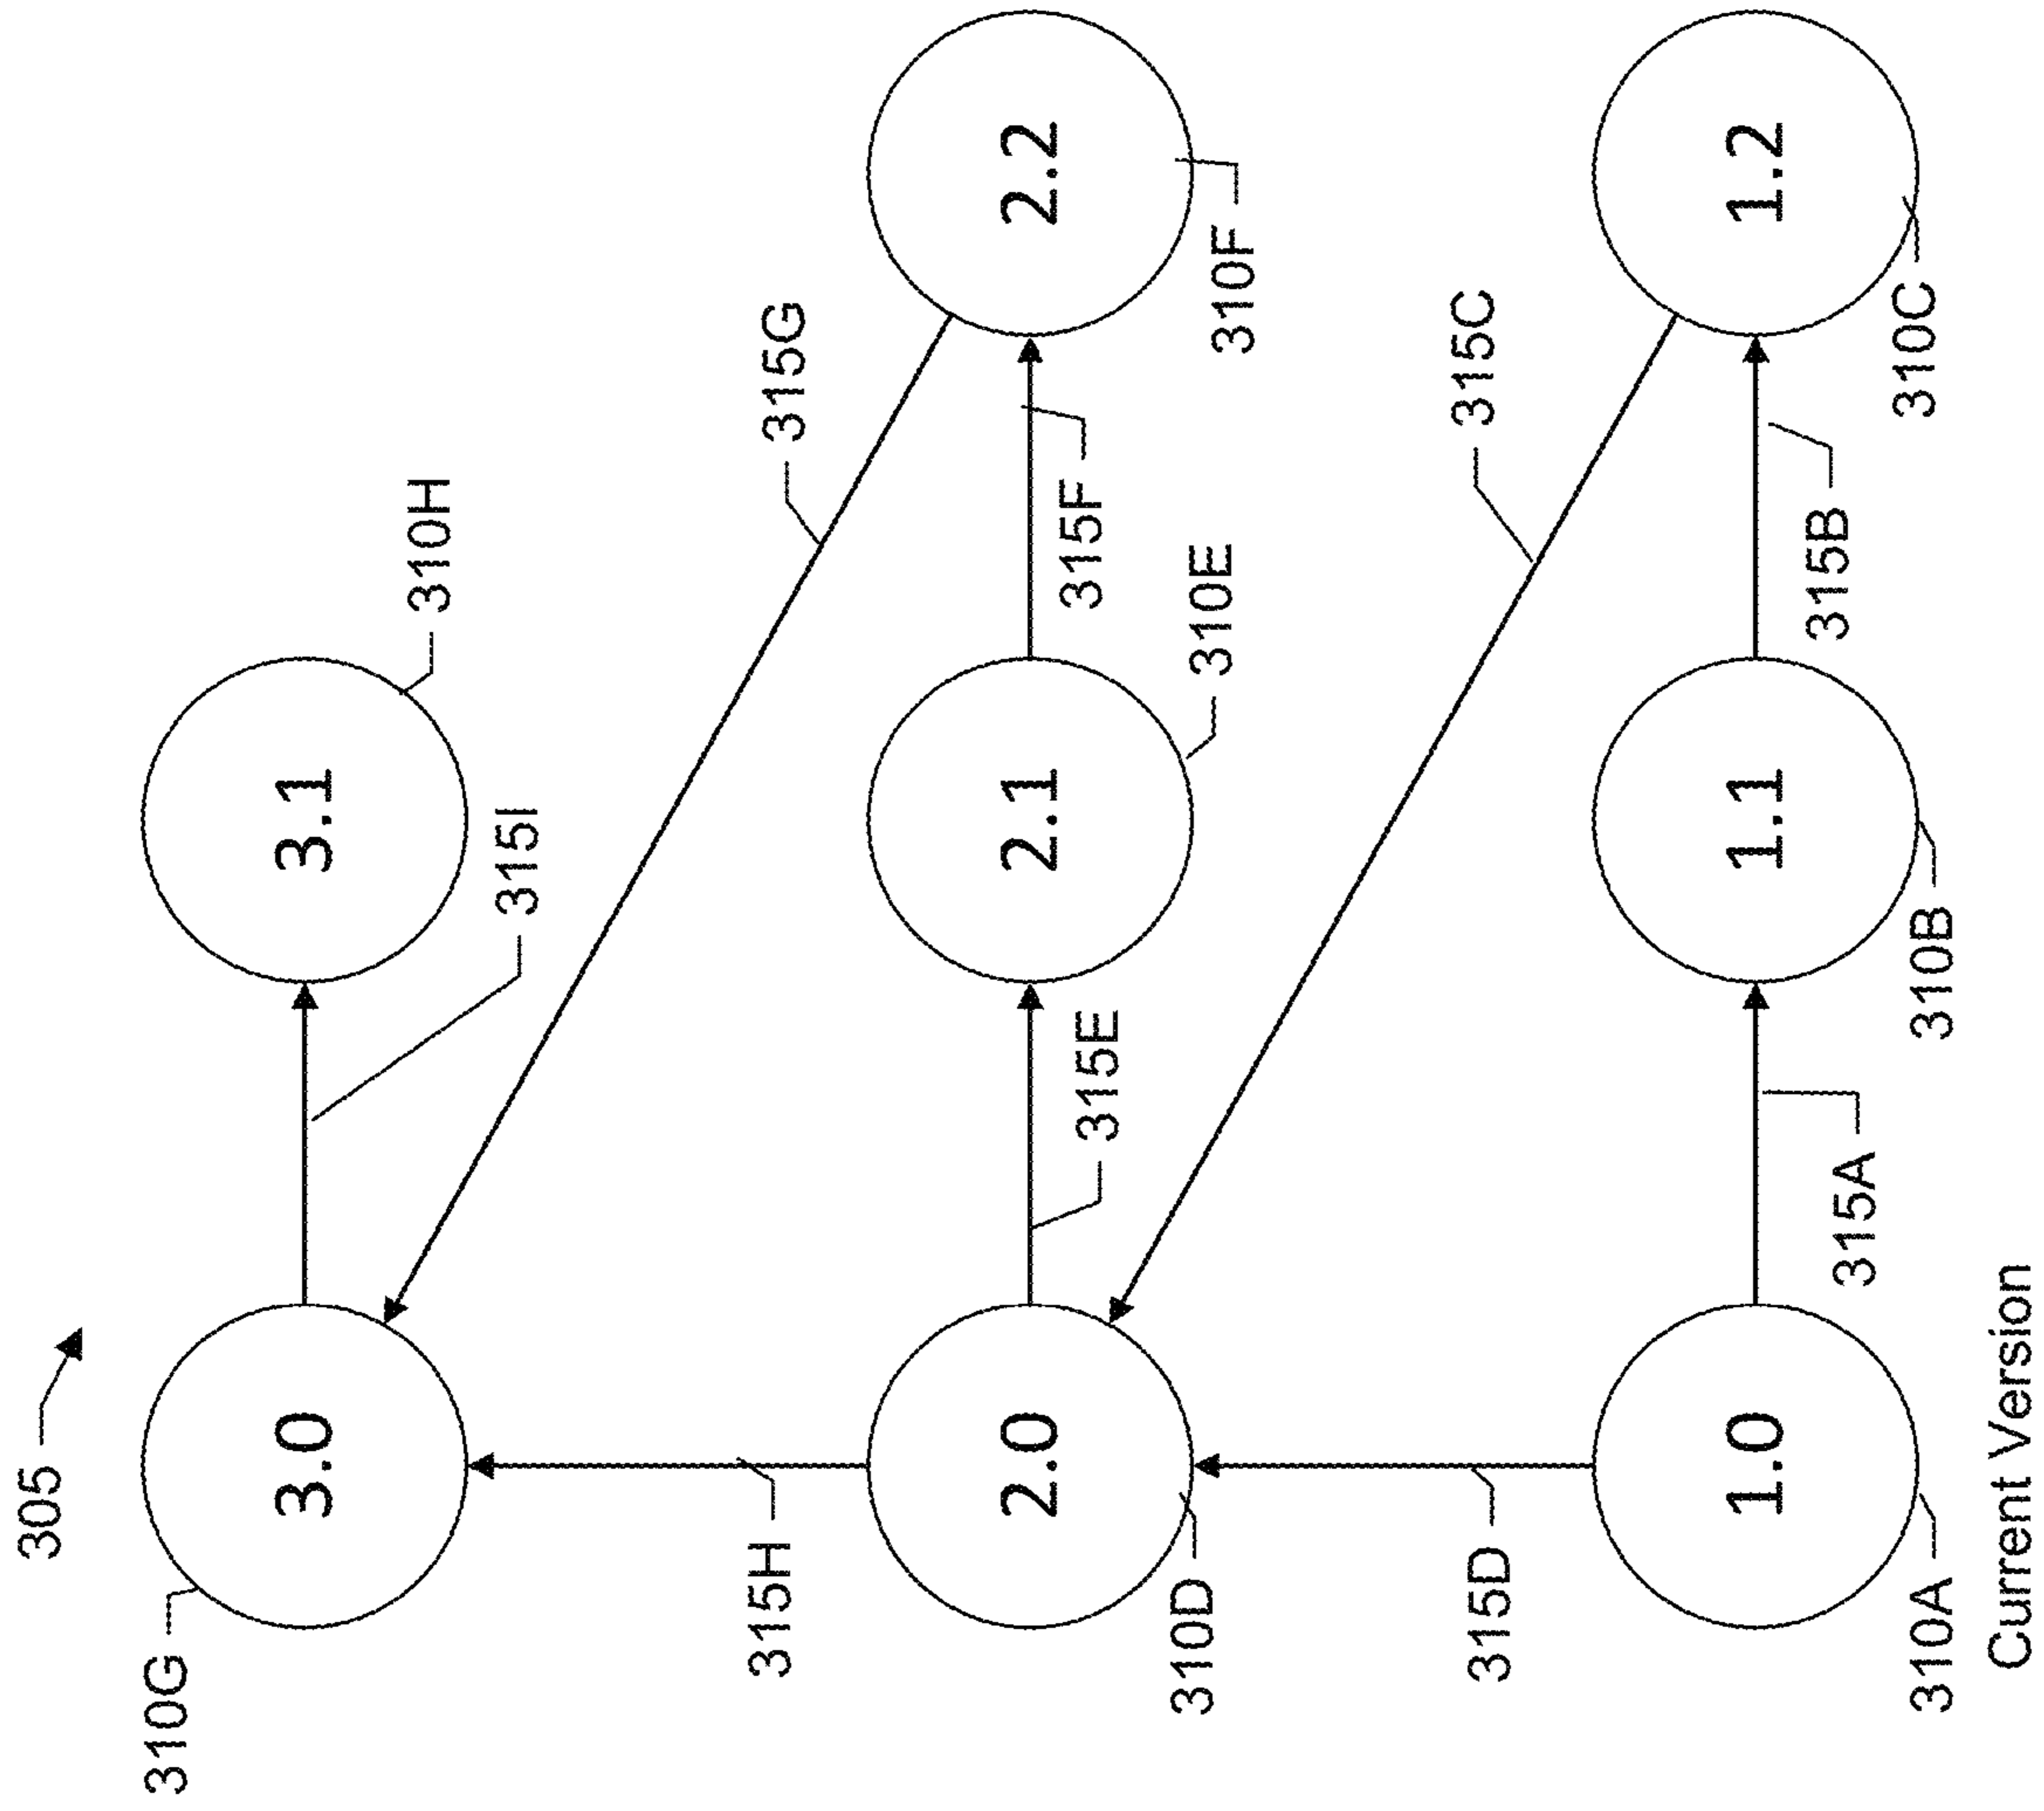 305
310G
3.0
3.1
310H
315I
315H
315G
2.0
2.1
2.2
315E
315F
310D
310E
310F
315D
315C
1.0
1.1
1.2
315A
315B
310A
310B
310C
Current Version